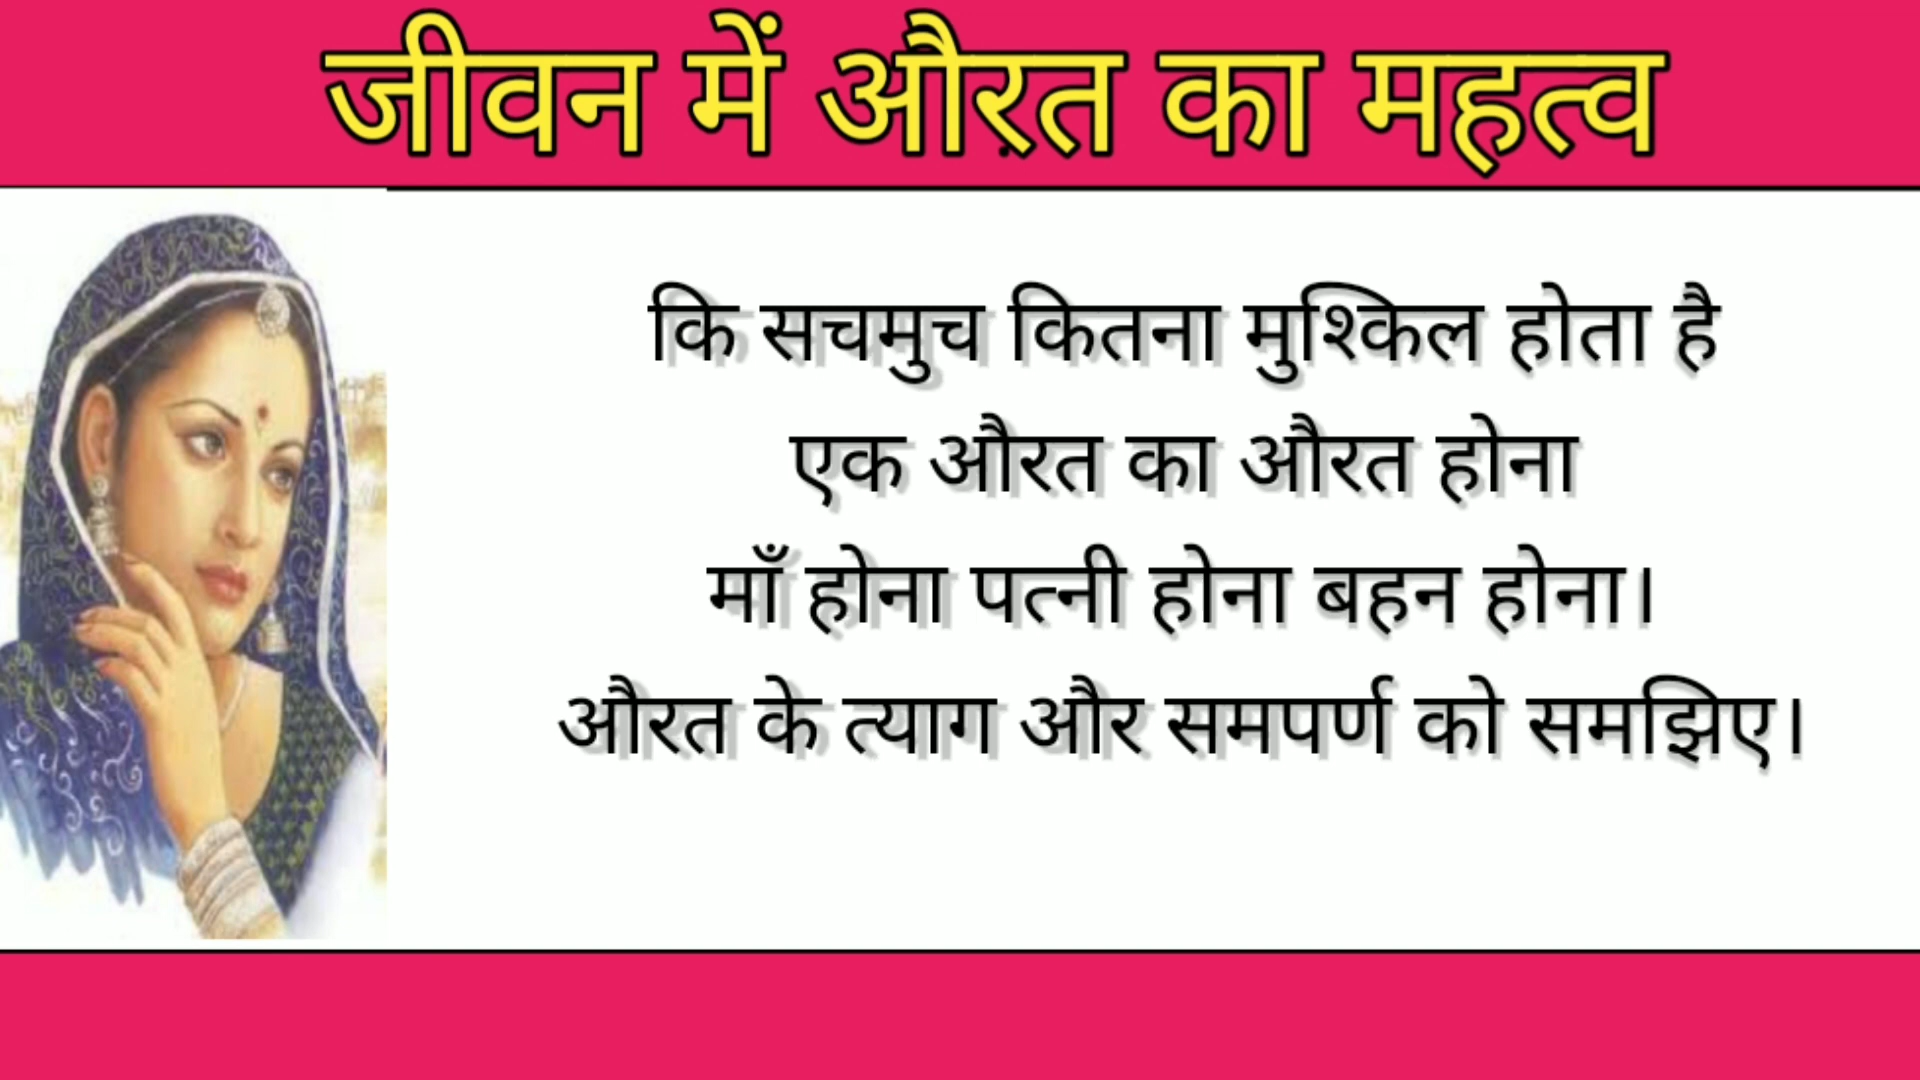 जीवन में औरत का महत्व
कि सचमुच कितना मुश्किल होता है
एक औरत का औरत होना
माँ होना पत्नी होना बहन होना।
औरत के त्याग और समपर्ण को समझिए।